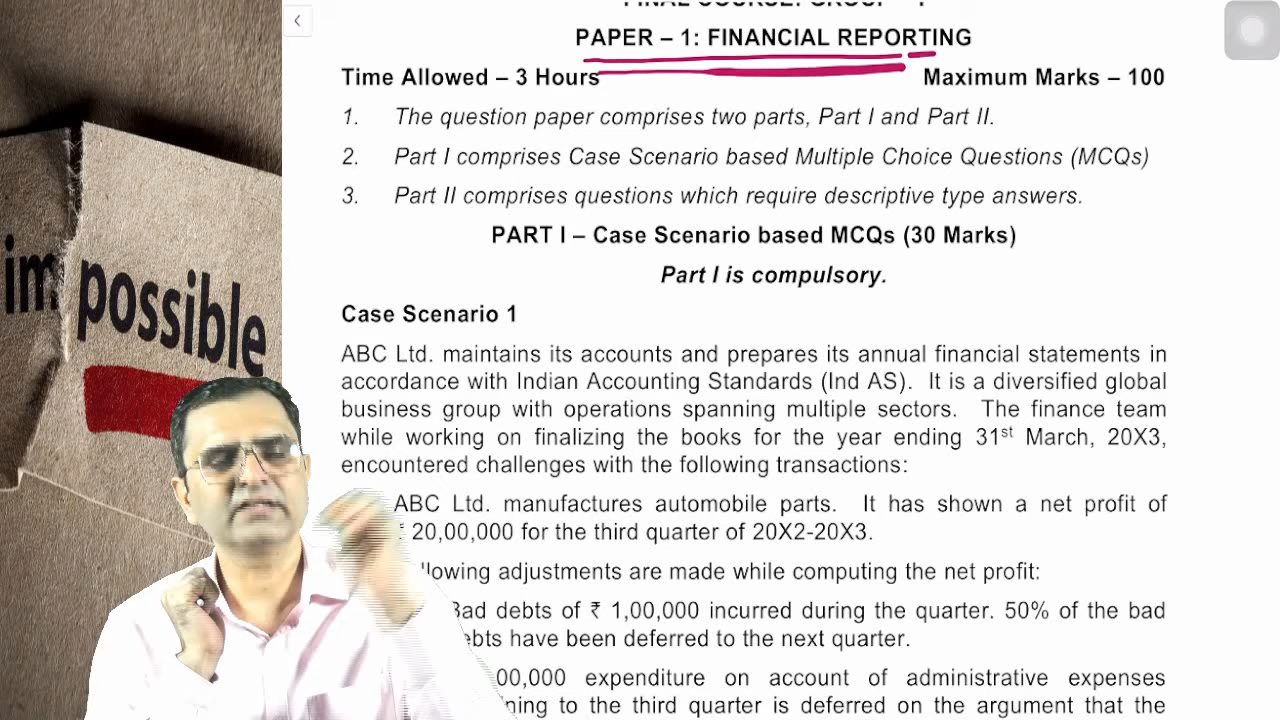 PAPER – 1: FINANCIAL REPORTING
Time Allowed – 3 Hours Maximum Marks – 100
1. The question paper comprises two parts, Part I and Part II.
2. Part I comprises Case Scenario based Multiple Choice Questions (MCQs)
3. Part II comprises questions which require descriptive type answers.
PART I – Case Scenario based MCQs (30 Marks)
Part I is compulsory.
Case Scenario 1
ABC Ltd. maintains its accounts and prepares its annual financial statements in
accordance with Indian Accounting Standards (Ind AS). It is a diversified global
business group with operations spanning multiple sectors. The finance team
while working on finalizing the books for the year ending 31st March, 20X3,
encountered challenges with the following transactions:
ABC Ltd. manufactures automobile parts. It has shown a net profit of
20,00,000 for the third quarter of 20X2-20X3.
adjustments are made while computing the net profit:
Bad debts of ₹ 1,00,000 incurred during the quarter. 50% of the bad
have been deferred to the next quarter.
expenditure on account of administrative expenses
to the third quarter is deferred on the argument that the
im possible